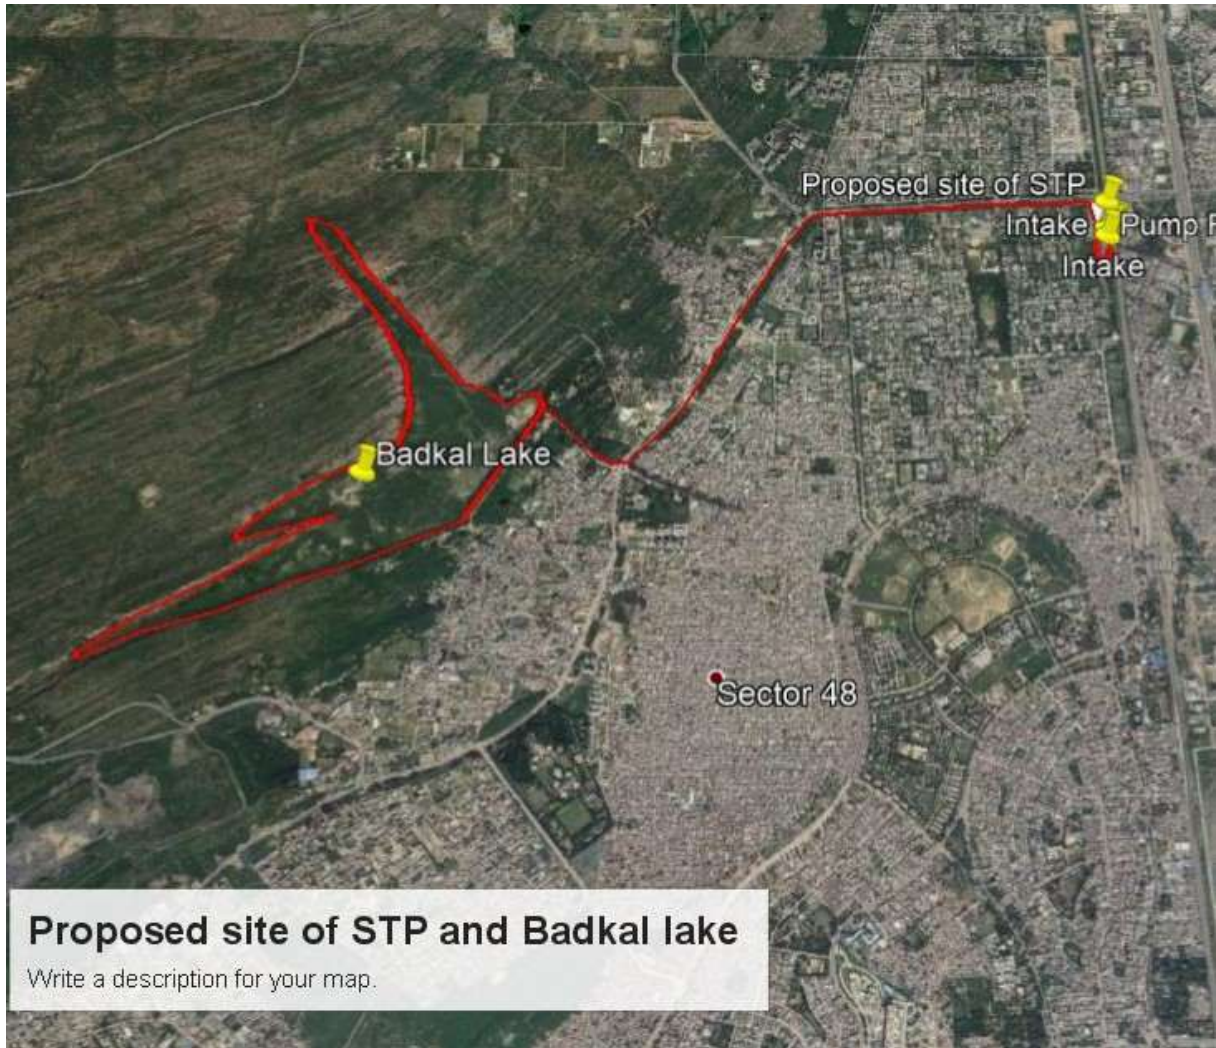 Proposed site of STP
Intake Pump
Intake
Badkal Lake
Sector 48
Proposed site of STP and Badkal lake
Write a description for your map.